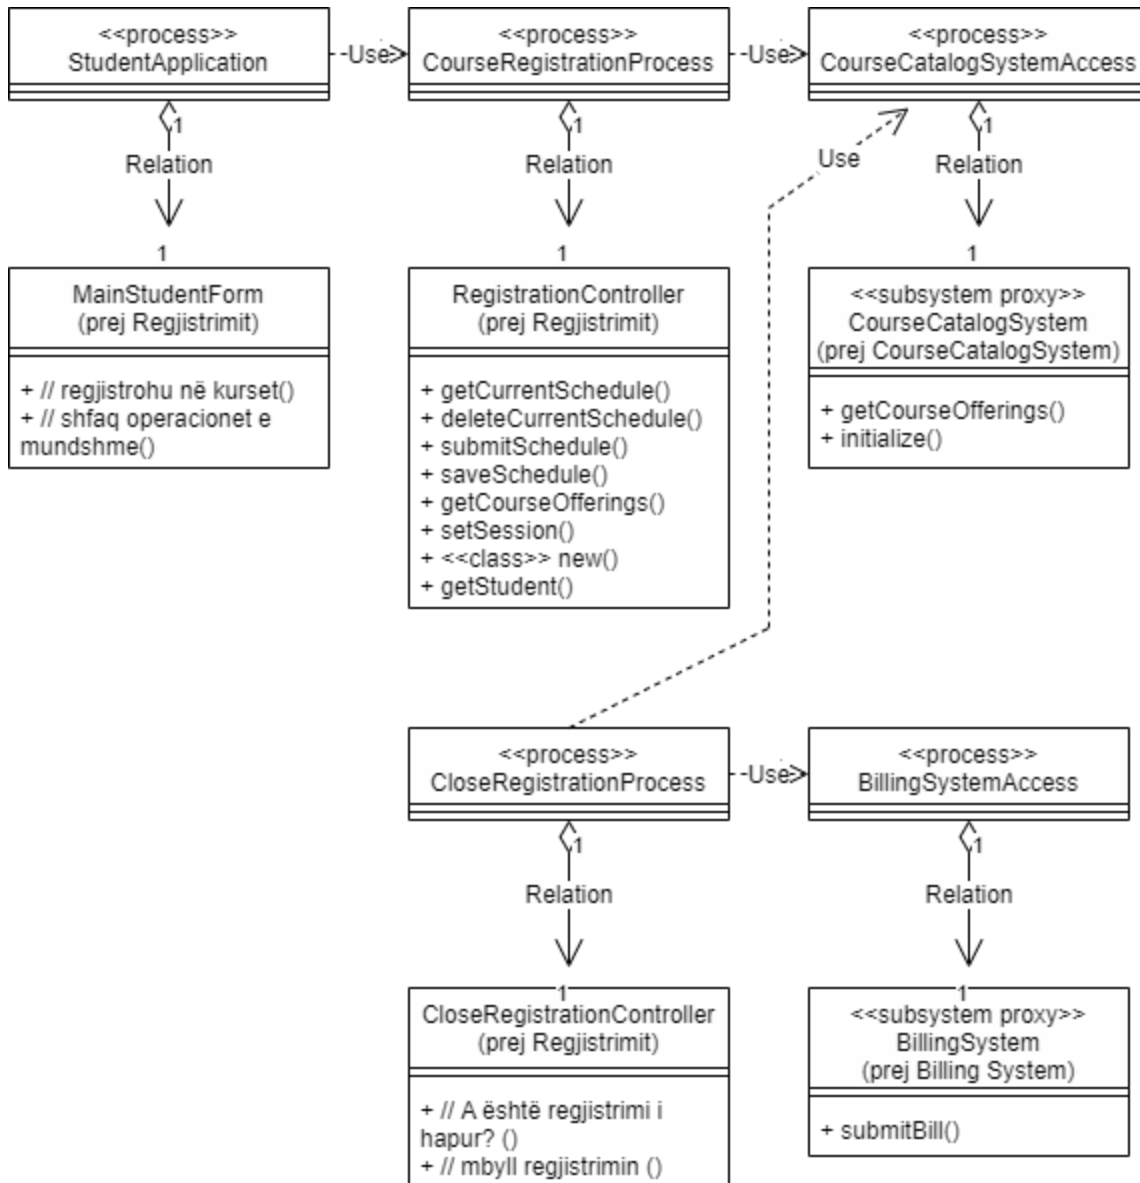 <<process>>
StudentApplication
Use
<<process>>
CourseRegistrationProcess
Use
<<process>>
CourseCatalogSystemAccess
1
Relation
1
1
Relation
1
Use
1
Relation
1
MainStudentForm
(prej Regjistrimit)
+ // regjistrohu në kurset()
+ // shfaq operacionet e
mundshme()
RegistrationController
(prej Regjistrimit)
+ getCurrentSchedule()
+ deleteCurrentSchedule()
+ submitSchedule()
+ saveSchedule()
+ getCourseOfferings()
+ setSession()
+ <<class>> new()
+ getStudent()
<<subsystem proxy>>
CourseCatalogSystem
(prej CourseCatalogSystem)
+ getCourseOfferings()
+ initialize()
<<process>>
CloseRegistrationProcess
Use
<<process>>
BillingSystemAccess
1
Relation
1
1
Relation
1
CloseRegistrationController
(prej Regjistrimit)
+ // A është regjistrimi i
hapur? ()
+ // mbyll regjistrimin ()
<<subsystem proxy>>
BillingSystem
(prej Billing System)
+ submitBill()